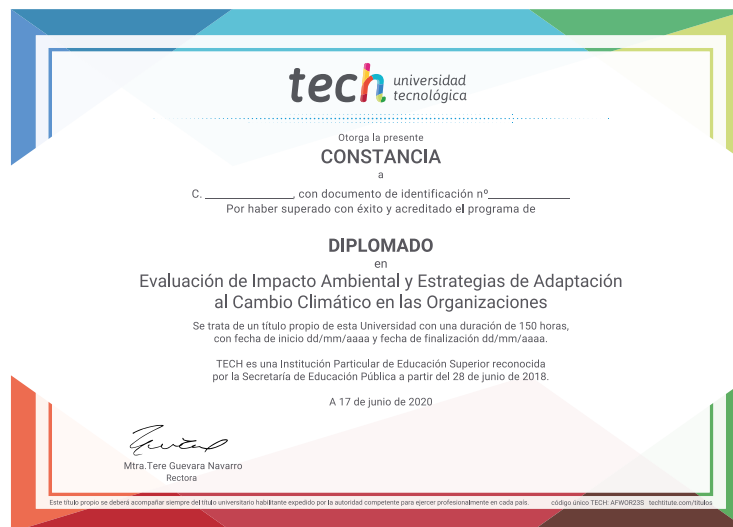 tech universidad
tecnológica
Otorga la presente
CONSTANCIA
a
C. ______________, con documento de identificación nº______________
Por haber superado con éxito y acreditado el programa de
DIPLOMADO
en
Evaluación de Impacto Ambiental y Estrategias de Adaptación
al Cambio Climático en las Organizaciones
Se trata de un título propio de esta Universidad con una duración de 150 horas,
con fecha de inicio dd/mm/aaaa y fecha de finalización dd/mm/aaaa.
TECH es una Institución Particular de Educación Superior reconocida
por la Secretaría de Educación Pública a partir del 28 de junio de 2018.
A 17 de junio de 2020
Mtra.Tere Guevara Navarro
Rectora
Este título propio se deberá acompañar siempre del título universitario habilitante expedido por la autoridad competente para ejercer profesionalmente en cada país. código único TECH: AFWOR23S techtitute.com/títulos